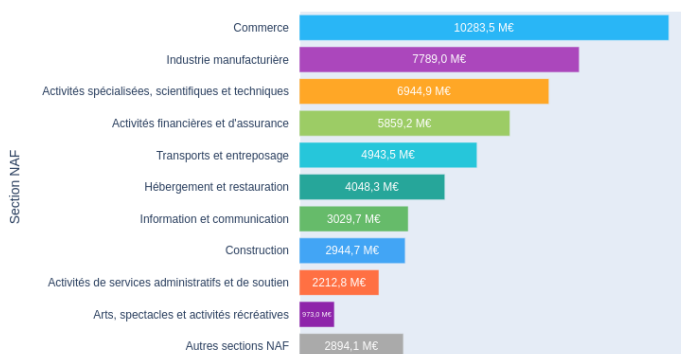 Section NAF
Commerce 10283,5 M€
Industrie manufacturière 7789,0 M€
Activités spécialisées, scientifiques et techniques 6944,9 M€
Activités financières et d'assurance 5859,2 M€
Transports et entreposage 4943,5 M€
Hébergement et restauration 4048,3 M€
Information et communication 3029,7 M€
Construction 2944,7 M€
Activités de services administratifs et de soutien 2212,8 M€
Arts, spectacles et activités récréatives 973,0 M€
Autres sections NAF 2894,1 M€